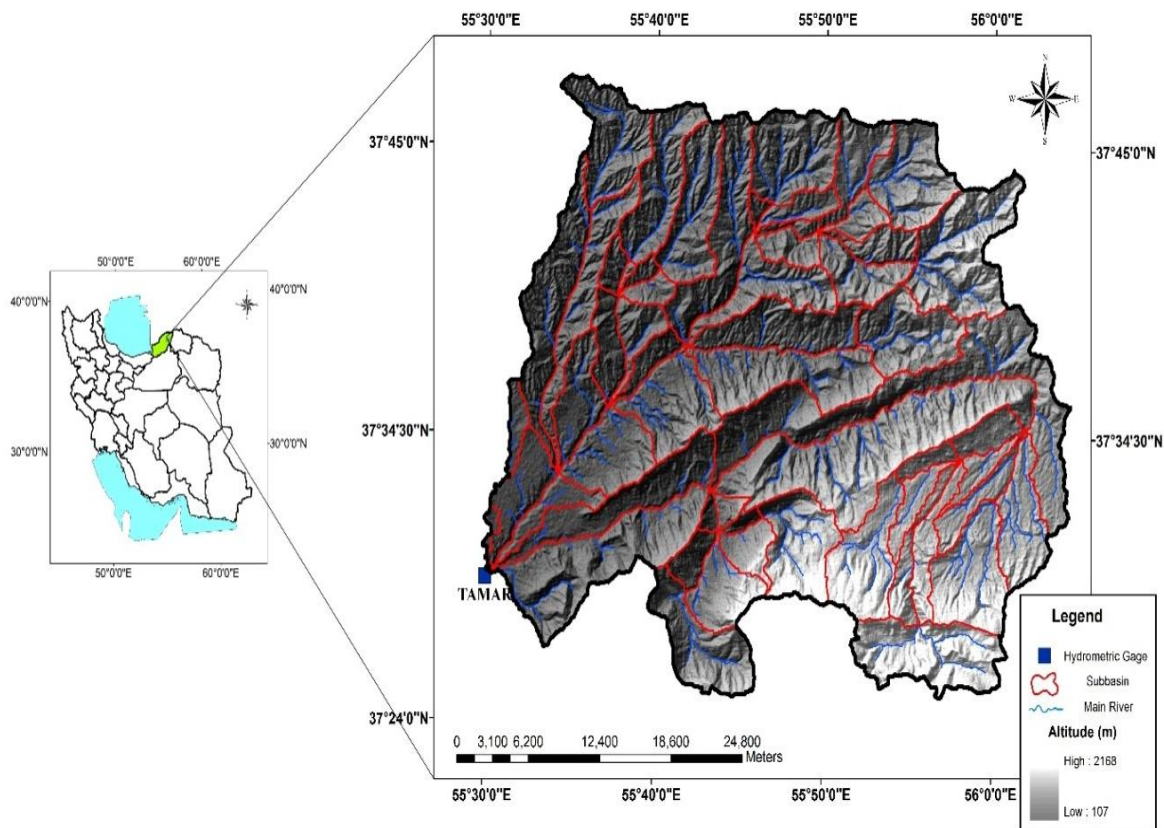 55°30'0"E 55°40'0"E 55°50'0"E 56°0'0"E
N
W E
S
37°45'0"N 37°45'0"N
50°0'0"E 60°0'0"E
40°0'0"N 40°0'0"N
30°0'0"N 30°0'0"N
50°0'0"E 60°0'0"E
37°34'30"N 37°34'30"N
TAMAR
37°24'0"N
0 3,100 6,200 12,400 18,600 24,800
Meters
55°30'0"E 55°40'0"E 55°50'0"E 56°0'0"E
Legend
Hydrometric Gage
Subbasin
Main River
Altitude (m)
High : 2168
Low : 107